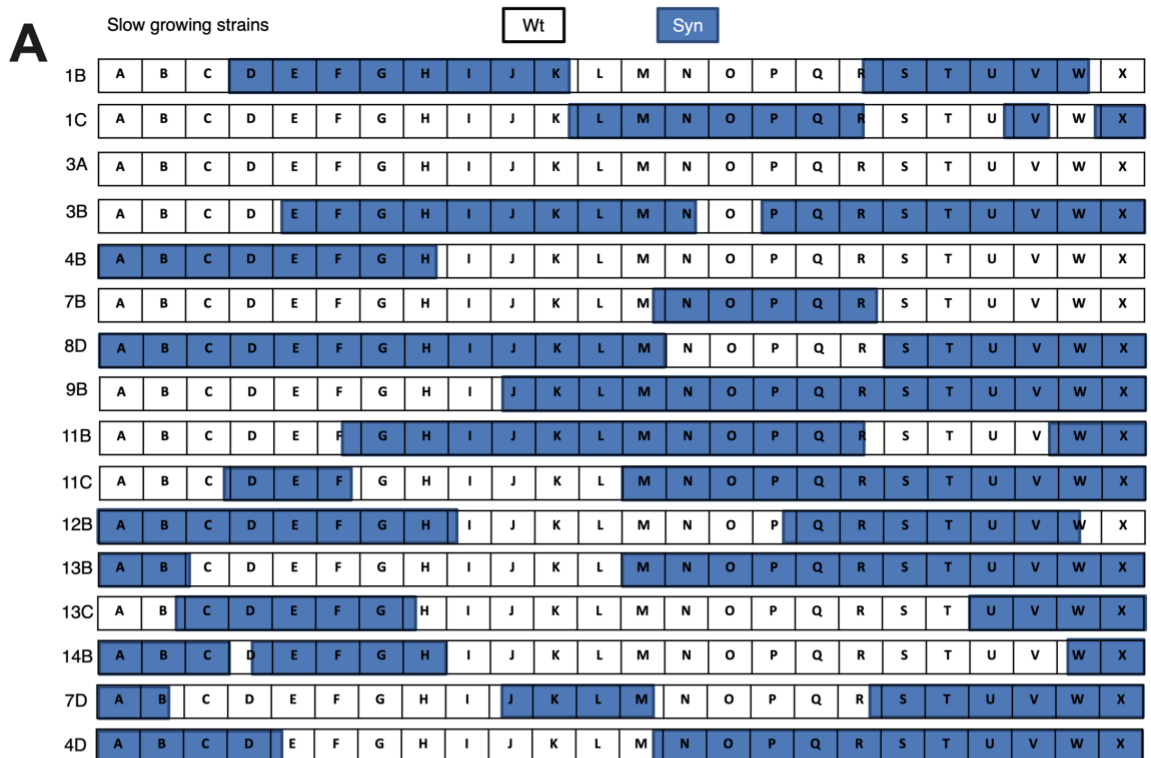 A
Slow growing strains Wt Syn
1B A B C D E F G H I J K L M N O P Q R S T U V W X
1C A B C D E F G H I J K L M N O P Q R S T U V W X
3A A B C D E F G H I J K L M N O P Q R S T U V W X
3B A B C D E F G H I J K L M N O P Q R S T U V W X
4B A B C D E F G H I J K L M N O P Q R S T U V W X
7B A B C D E F G H I J K L M N O P Q R S T U V W X
8D A B C D E F G H I J K L M N O P Q R S T U V W X
9B A B C D E F G H I J K L M N O P Q R S T U V W X
11B A B C D E F G H I J K L M N O P Q R S T U V W X
11C A B C D E F G H I J K L M N O P Q R S T U V W X
12B A B C D E F G H I J K L M N O P Q R S T U V W X
13B A B C D E F G H I J K L M N O P Q R S T U V W X
13C A B C D E F G H I J K L M N O P Q R S T U V W X
14B A B C D E F G H I J K L M N O P Q R S T U V W X
7D A B C D E F G H I J K L M N O P Q R S T U V W X
4D A B C D E F G H I J K L M N O P Q R S T U V W X